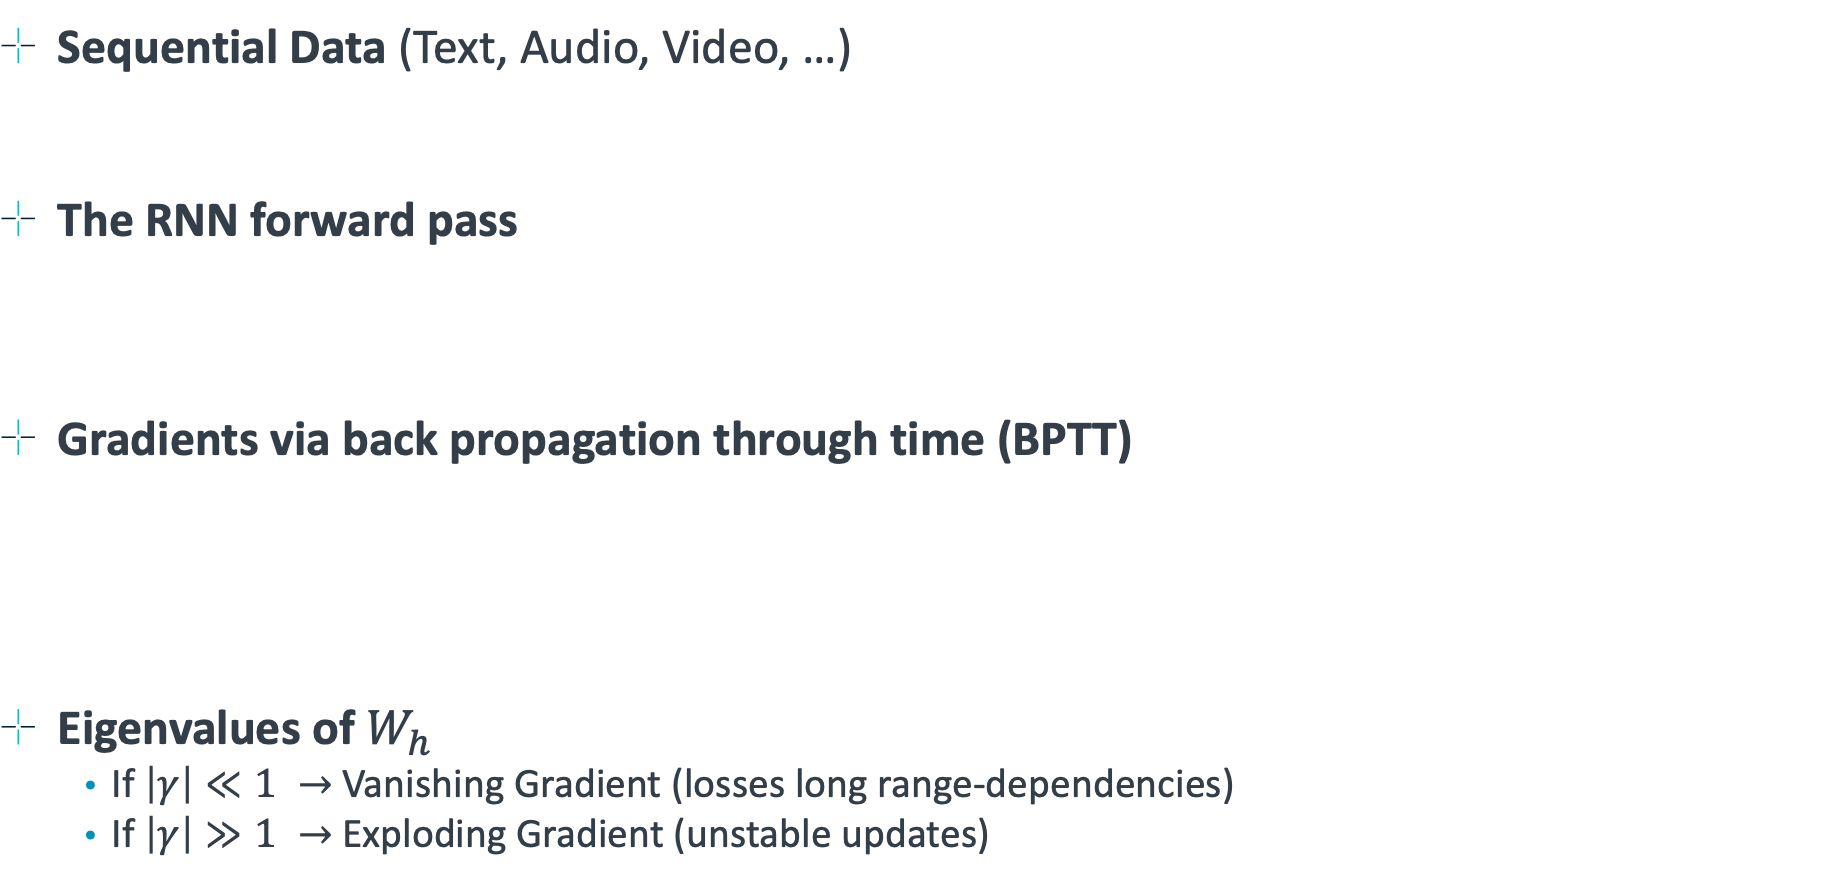 Sequential Data (Text, Audio, Video, ...)
The RNN forward pass
Gradients via back propagation through time (BPTT)
Eigenvalues of W_h
• If |γ| ≪ 1 → Vanishing Gradient (losses long range-dependencies)
• If |γ| ≫ 1 → Exploding Gradient (unstable updates)